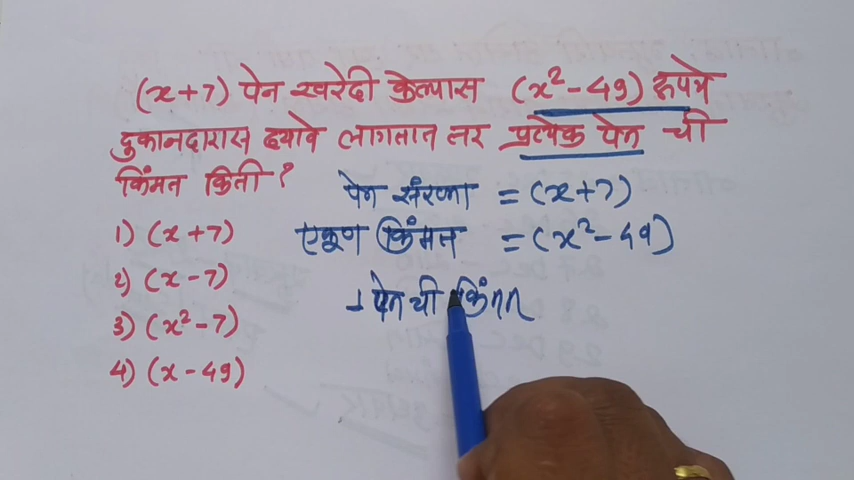 (x+7) पेन खरेदी केल्यास (x²-49) रुपये
दुकानदारास द्यावे लागतात तर प्रत्येक पेन ची
किंमत किती?
पेन संख्या = (x+7)
1) (x+7)
एकूण किंमत = (x²-49)
2) (x-7)
1 पेन ची किंमत
3) (x²-7)
4) (x-49)